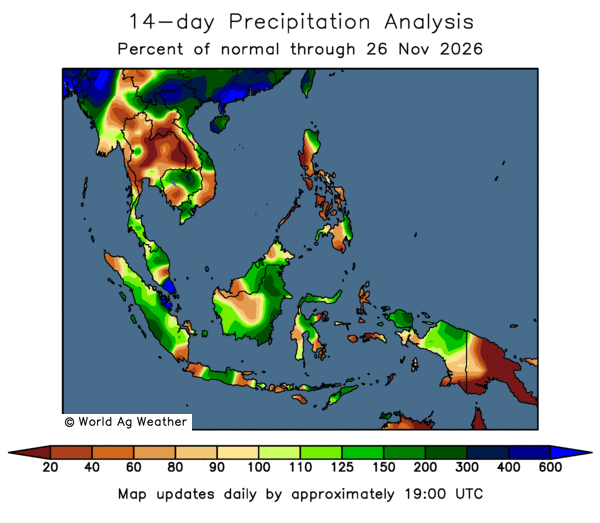 14-day Precipitation Analysis
Percent of normal through 26 Nov 2026
© World Ag Weather
20 40 60 80 90 100 110 125 150 200 300 400 600
Map updates daily by approximately 19:00 UTC